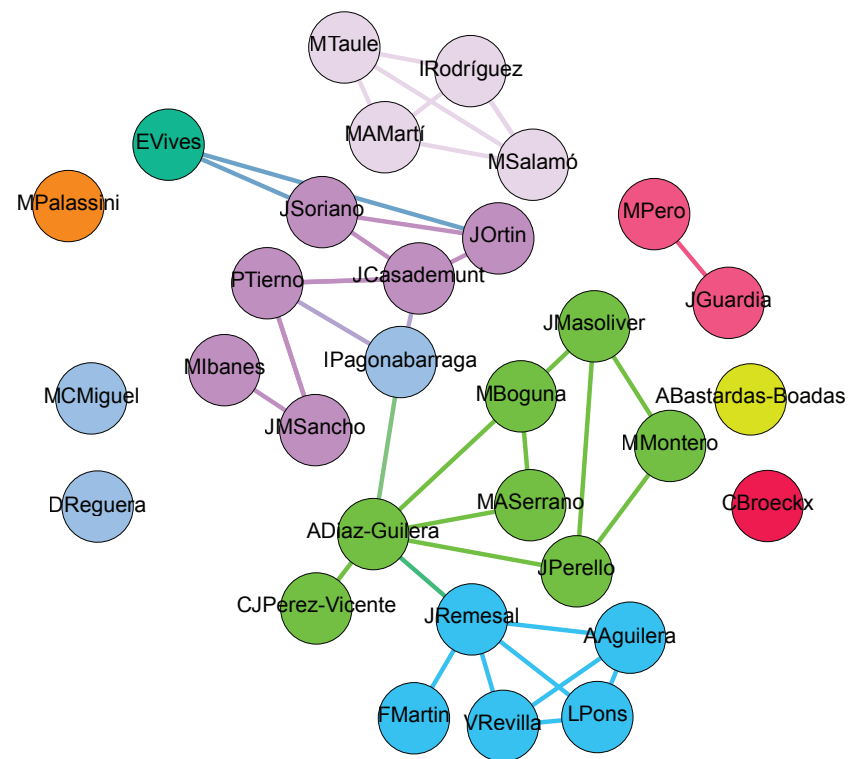 MTaule
IRodríguez
MAMartí
MSalamó
EVives
MPalassini
JSoriano
JOrtin
MPero
PTierno
JCasademunt
JGuardia
JMasoliver
MIbanes
IPagonabarraga
MCMiguel
MBoguna
ABastardas-Boadas
JMSancho
MMontero
DReguera
MASerrano
CBroeckx
ADiaz-Guilera
JPerello
CJPerez-Vicente
JRemesal
AAguilera
FMartin
VRevilla
LPons